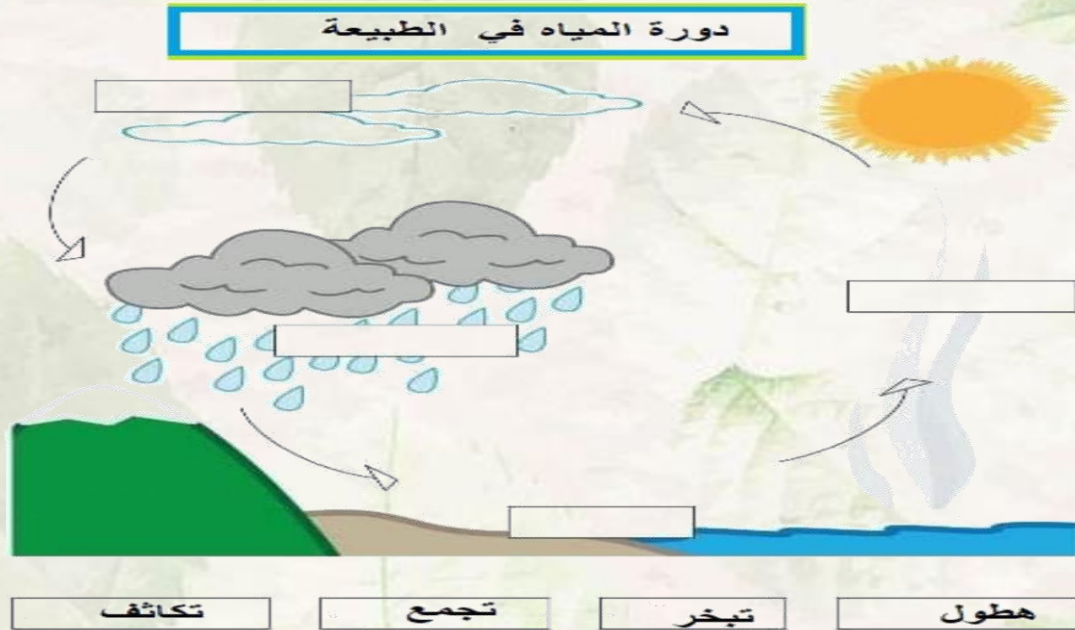 دورة المياه في الطبيعة
هطول
تبخر
تجمع
تكاثف